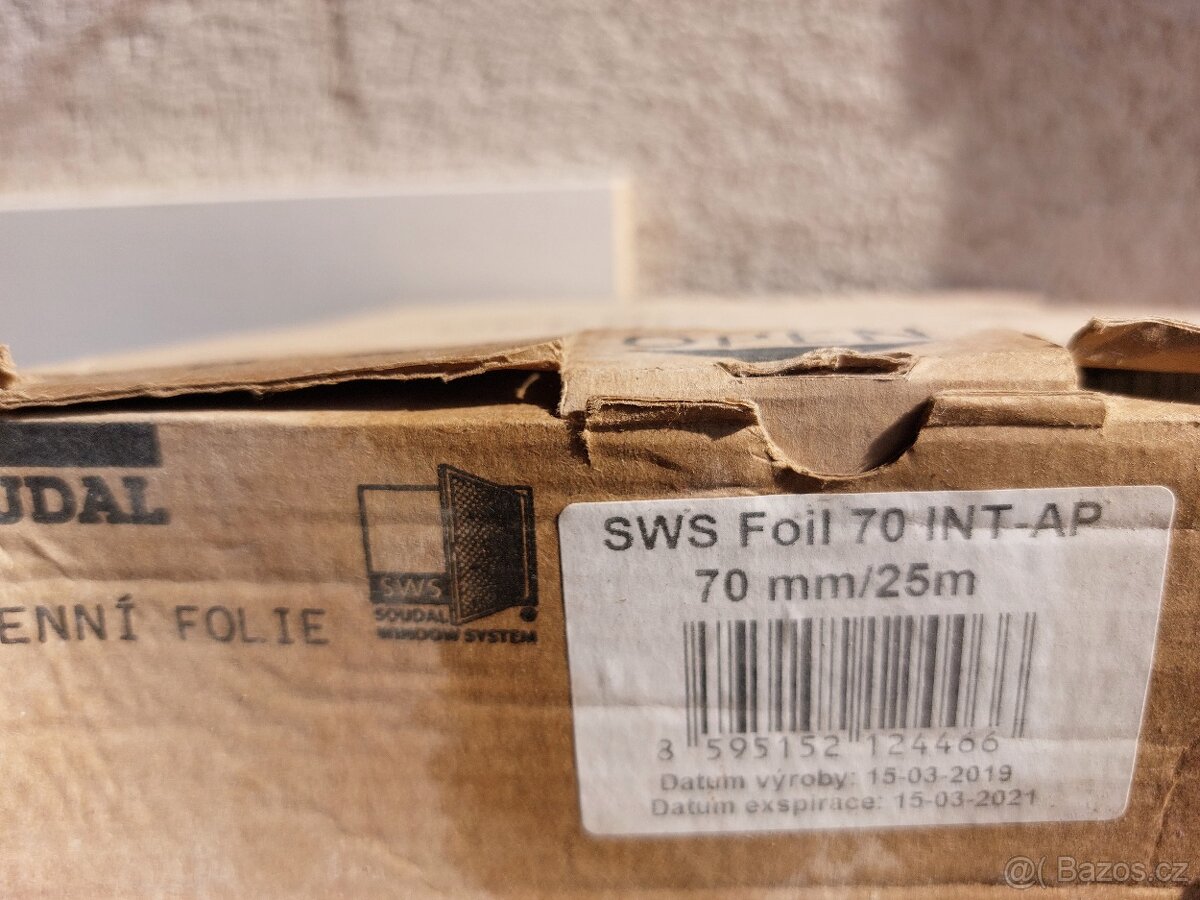 OPEN
UDAL
ENNÍ FOLIE
SWS
SOUDAL
WINDOW SYSTEM
SWS Foil 70 INT-AP
70 mm/25m
8 595152 124466
Datum výroby: 15-03-2019
Datum exspirace: 15-03-2021
@( Bazos.cz